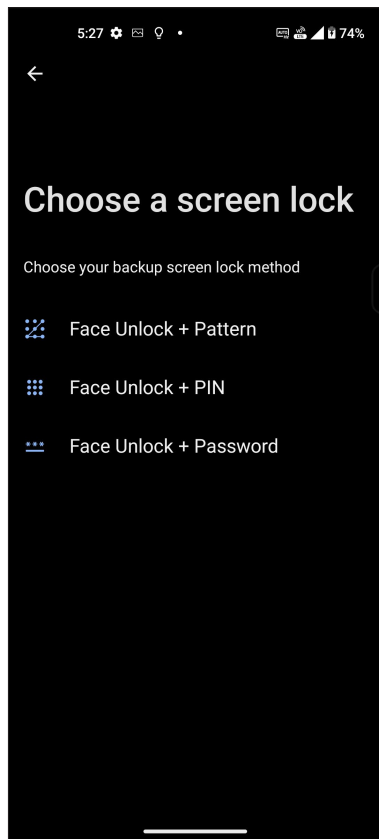 5:27
74%
Choose a screen lock
Choose your backup screen lock method
Face Unlock + Pattern
Face Unlock + PIN
Face Unlock + Password